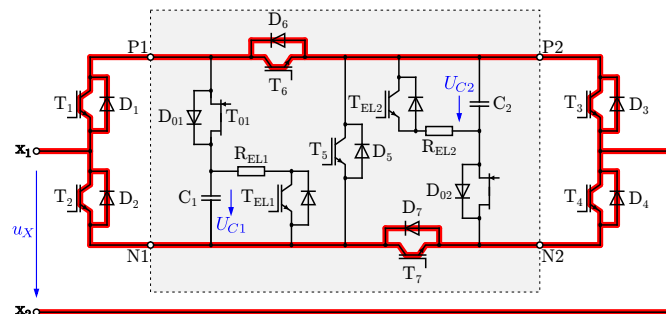 D6
P1
P2
T6
UC2
T1
D1
D01
T01
TEL2
C2
T3
D3
REL2
x1
T5
D5
REL1
T2
D2
C1
TEL1
D02
T4
D4
uX
UC1
D7
N1
T7
N2
x2